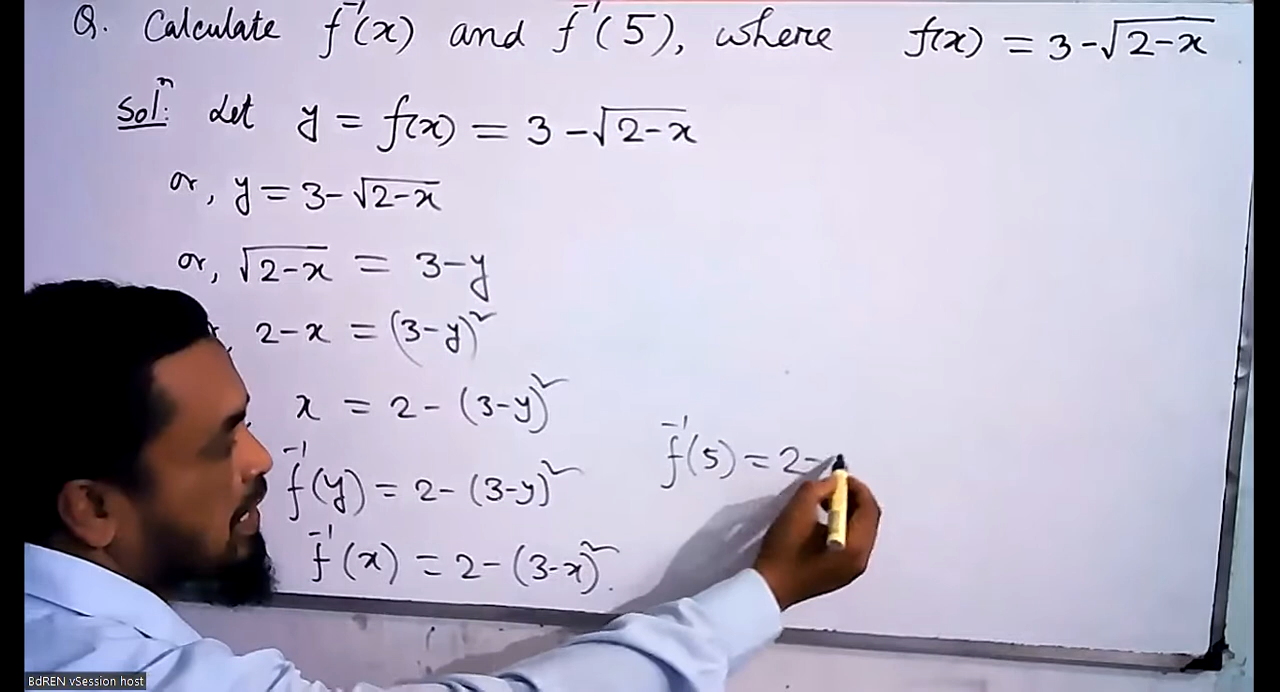 Q. Calculate f⁻¹(x) and f⁻¹(5), where f(x) = 3-√(2-x)
Solⁿ: Let y = f(x) = 3-√(2-x)
or, y = 3-√(2-x)
or, √(2-x) = 3-y
2-x = (3-y)²
x = 2-(3-y)²
f⁻¹(y) = 2-(3-y)²
f⁻¹(x) = 2-(3-x)².
f⁻¹(5) = 2-
BdREN vSession host